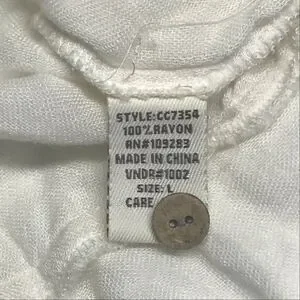 STYLE:CC7354
100%RAYON
RN#109283
MADE IN CHINA
VNDR#1002
SIZE: L
CARE